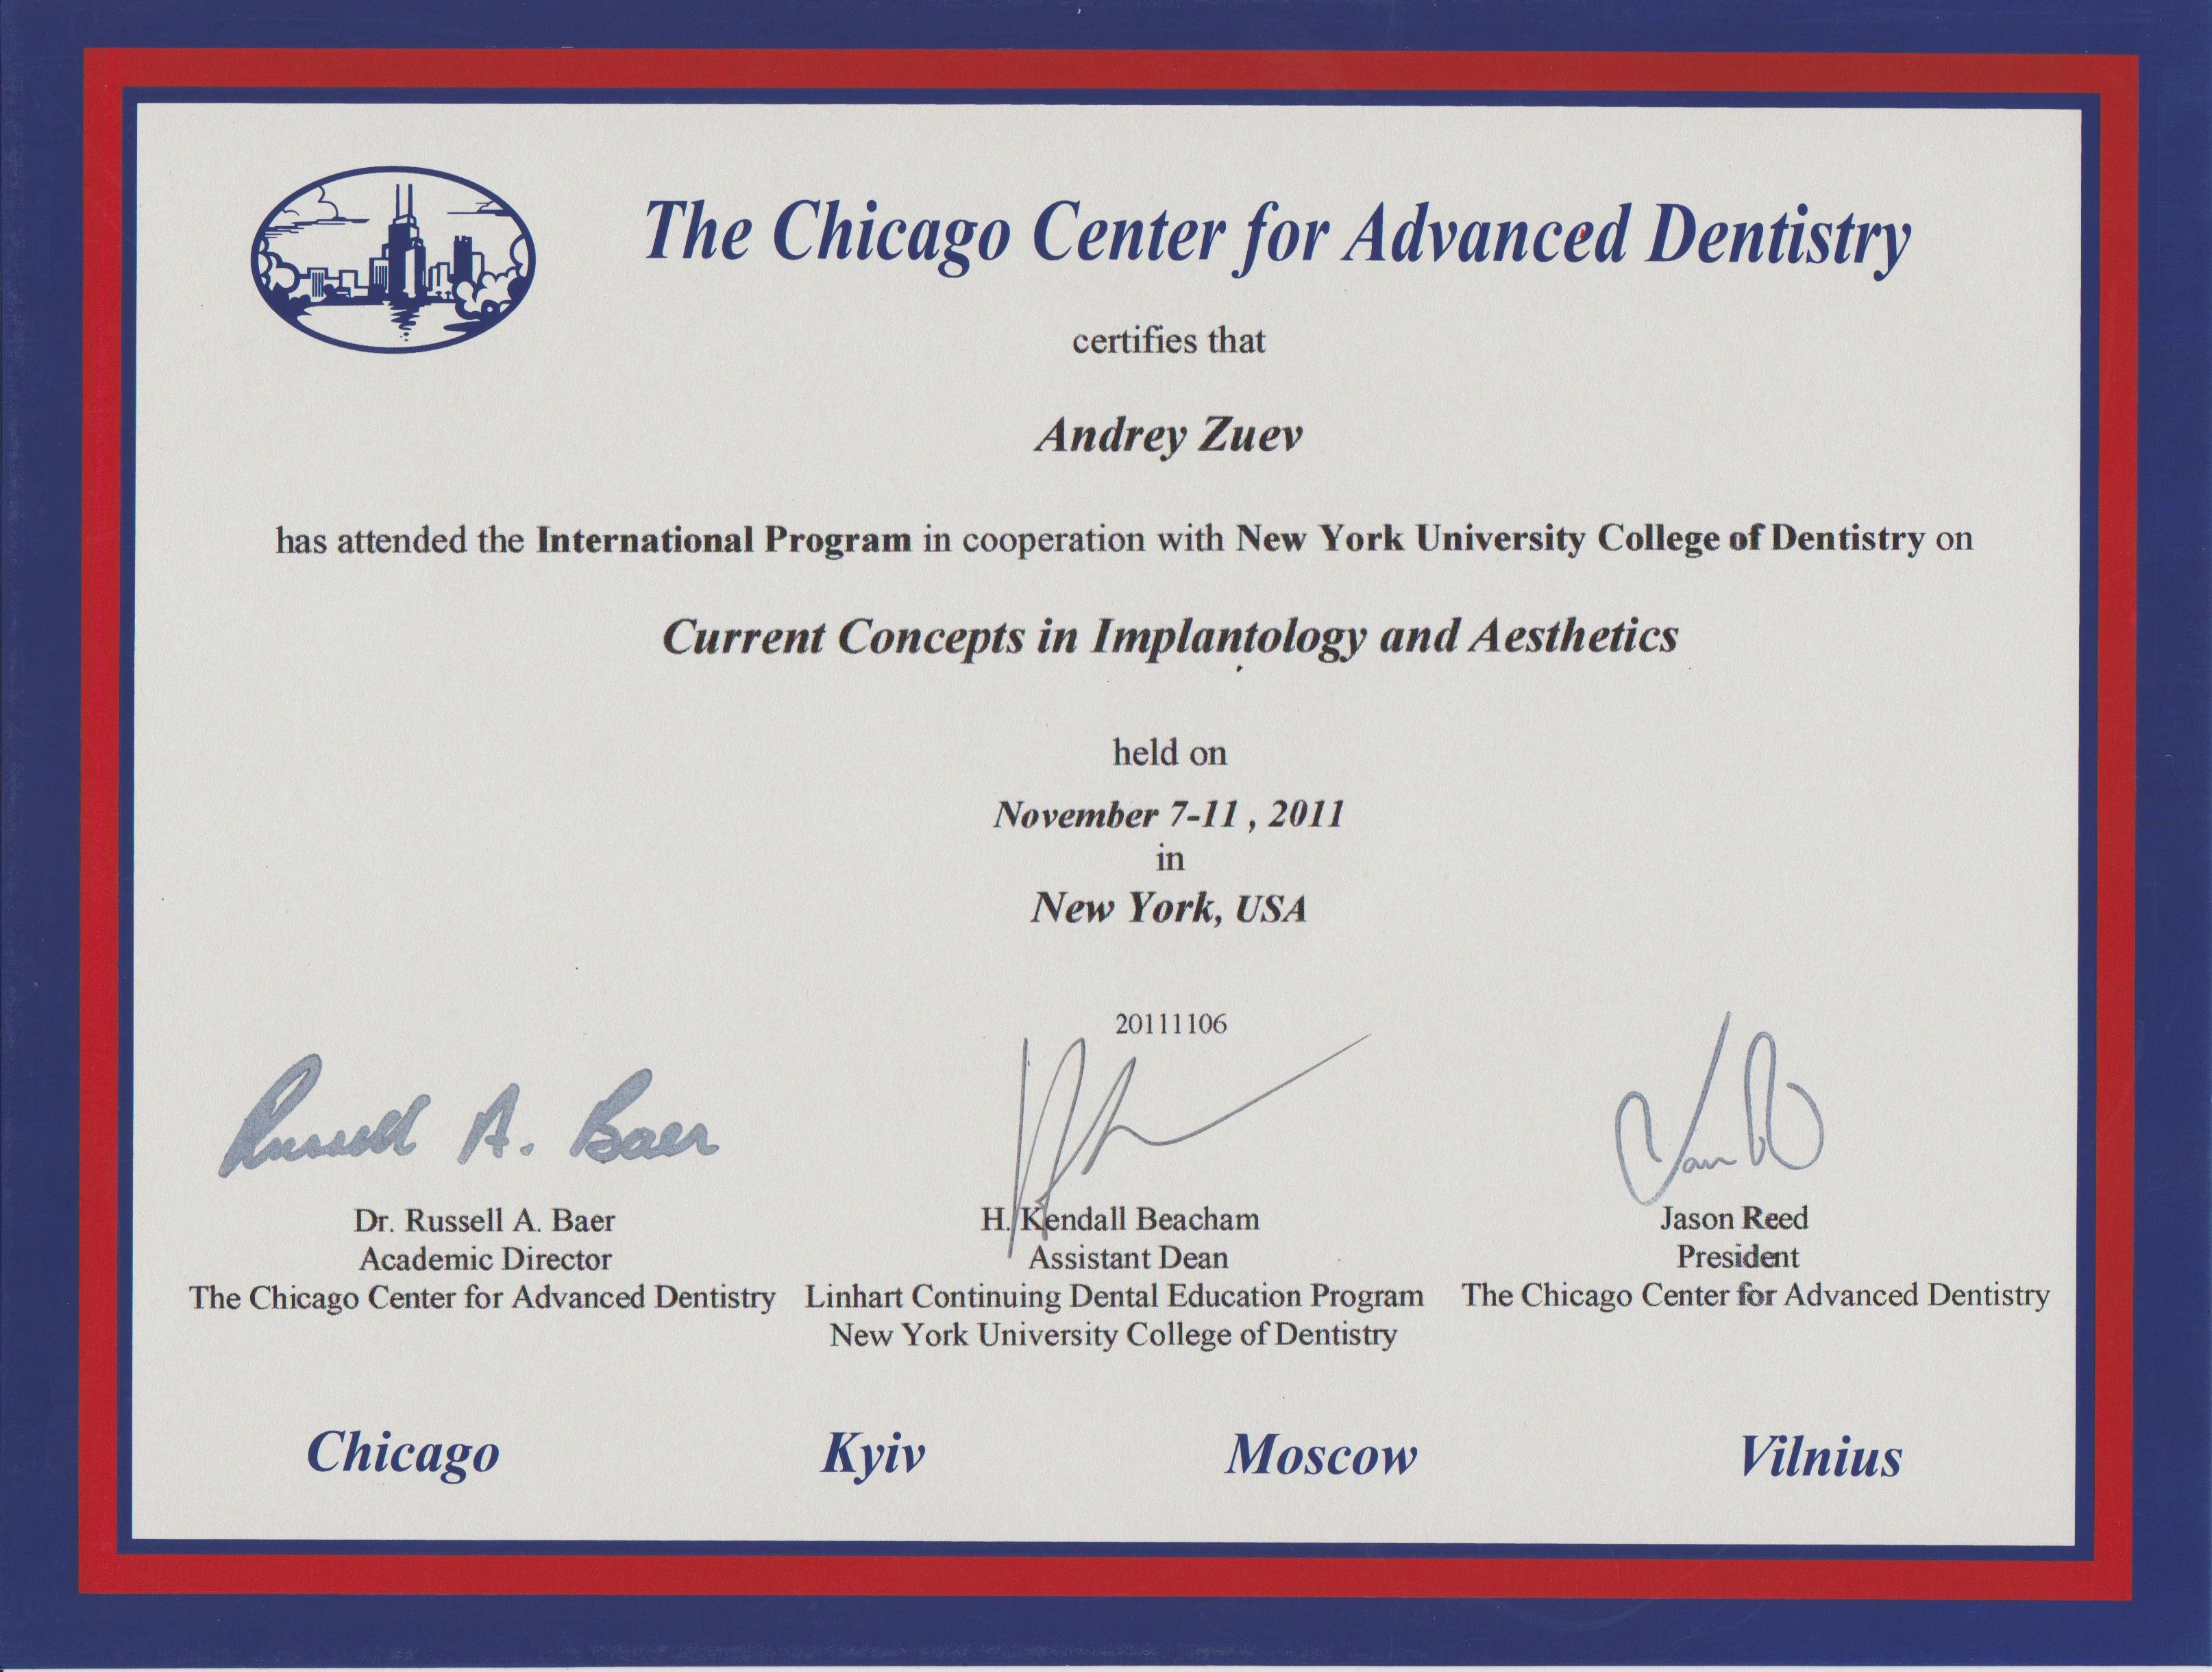 The Chicago Center for Advanced Dentistry
certifies that
Andrey Zuev
has attended the International Program in cooperation with New York University College of Dentistry on
Current Concepts in Implantology and Aesthetics
held on
November 7-11 , 2011
in
New York, USA
20111106
Russell A. Baer
Dr. Russell A. Baer
Academic Director
The Chicago Center for Advanced Dentistry
H. Kendall Beacham
Assistant Dean
Linhart Continuing Dental Education Program
New York University College of Dentistry
Jason Reed
President
The Chicago Center for Advanced Dentistry
Chicago Kyiv Moscow Vilnius